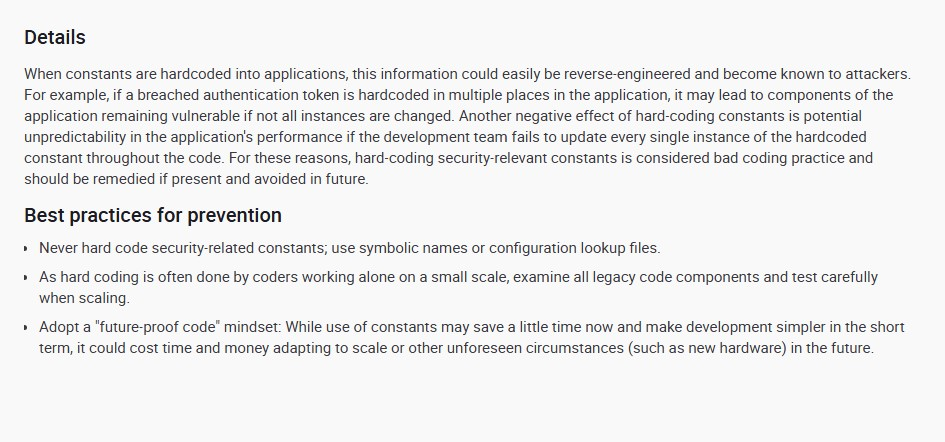 Details
When constants are hardcoded into applications, this information could easily be reverse-engineered and become known to attackers.
For example, if a breached authentication token is hardcoded in multiple places in the application, it may lead to components of the
application remaining vulnerable if not all instances are changed. Another negative effect of hard-coding constants is potential
unpredictability in the application's performance if the development team fails to update every single instance of the hardcoded
constant throughout the code. For these reasons, hard-coding security-relevant constants is considered bad coding practice and
should be remedied if present and avoided in future.
Best practices for prevention
• Never hard code security-related constants; use symbolic names or configuration lookup files.
• As hard coding is often done by coders working alone on a small scale, examine all legacy code components and test carefully
when scaling.
• Adopt a "future-proof code" mindset: While use of constants may save a little time now and make development simpler in the short
term, it could cost time and money adapting to scale or other unforeseen circumstances (such as new hardware) in the future.